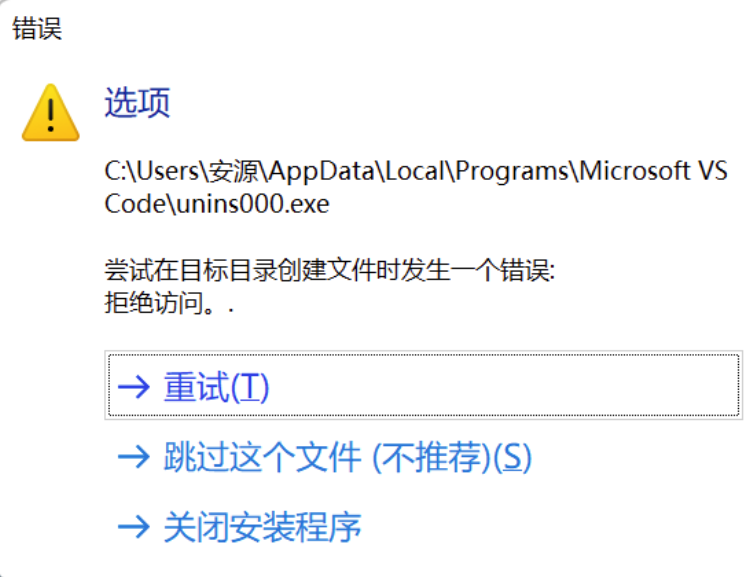 错误
选项
C:\Users\安源\AppData\Local\Programs\Microsoft VS
Code\unins000.exe
尝试在目标目录创建文件时发生一个错误:
拒绝访问。.
→ 重试(T)
→ 跳过这个文件 (不推荐)(S)
→ 关闭安装程序